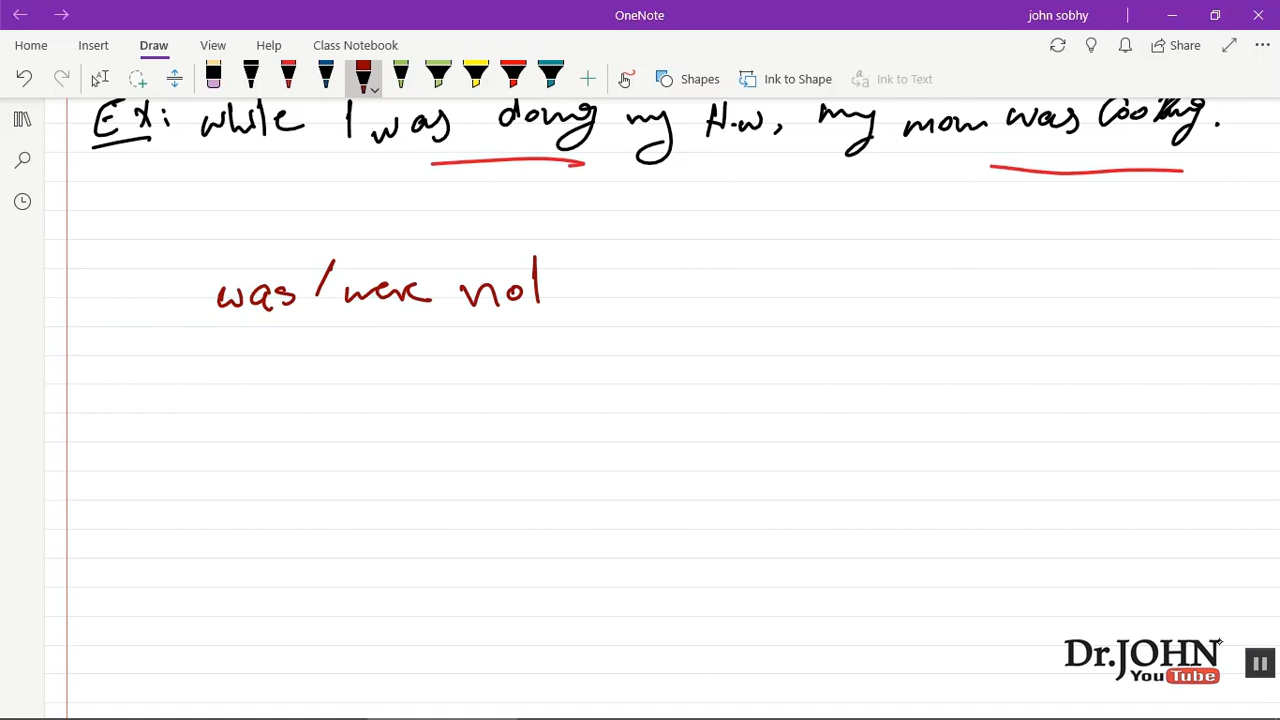 OneNote
john sobhy
Home Insert Draw View Help Class Notebook Share
Shapes Ink to Shape Ink to Text
Ex: while I was doing my H.w, my mom was Cooking.
was/were not
Dr.JOHN
YouTube